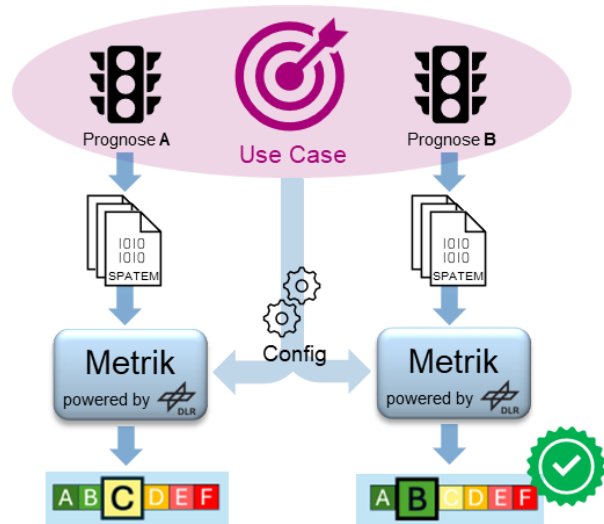 Prognose A
Prognose B
Use Case
1010
1010
SPATEM
1010
1010
SPATEM
Config
Metrik
powered by DLR
Metrik
powered by DLR
A B C D E F
A B C D E F